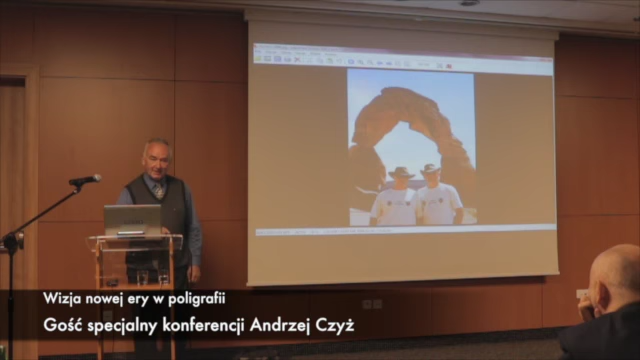 Wizja nowej ery w poligrafii
Gość specjalny konferencji Andrzej Czyż